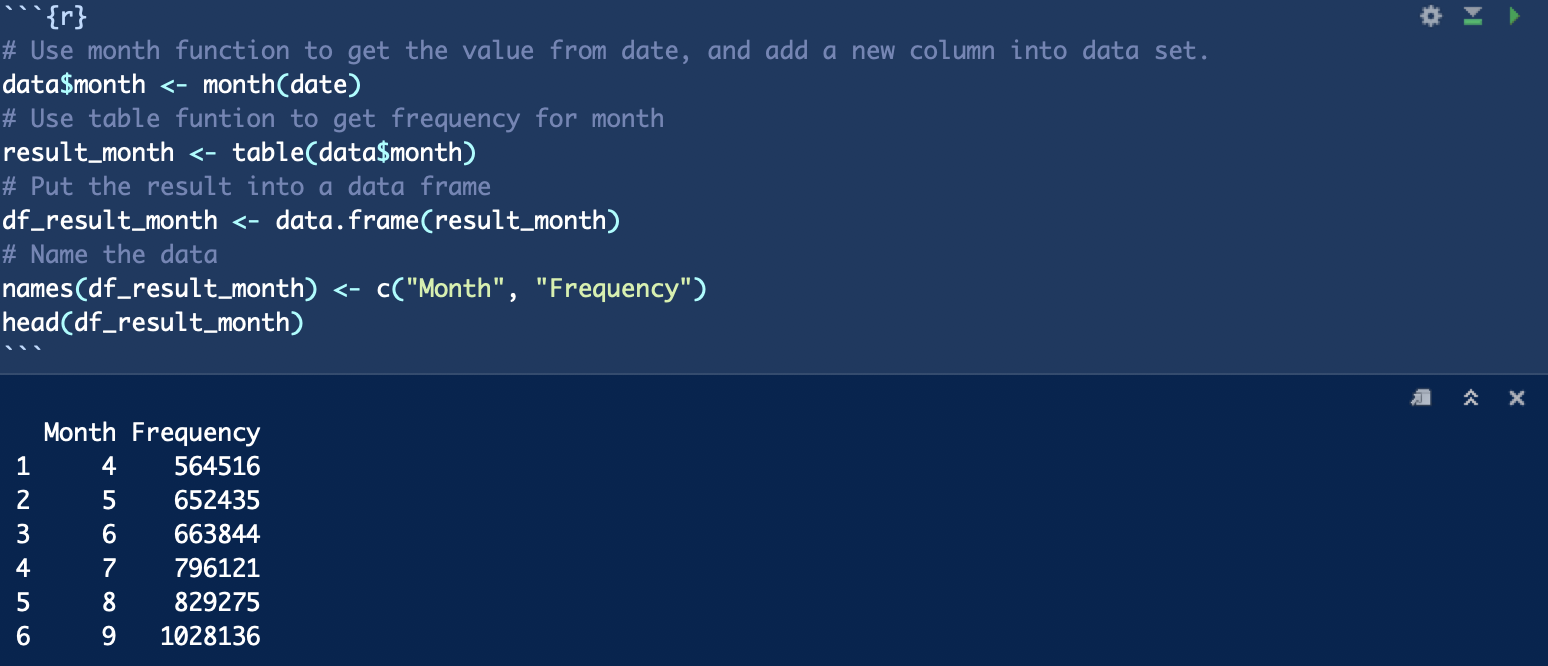 ```{r}
# Use month function to get the value from date, and add a new column into data set.
data$month <- month(date)
# Use table funtion to get frequency for month
result_month <- table(data$month)
# Put the result into a data frame
df_result_month <- data.frame(result_month)
# Name the data
names(df_result_month) <- c("Month", "Frequency")
head(df_result_month)
```
  Month Frequency
1     4    564516
2     5    652435
3     6    663844
4     7    796121
5     8    829275
6     9   1028136